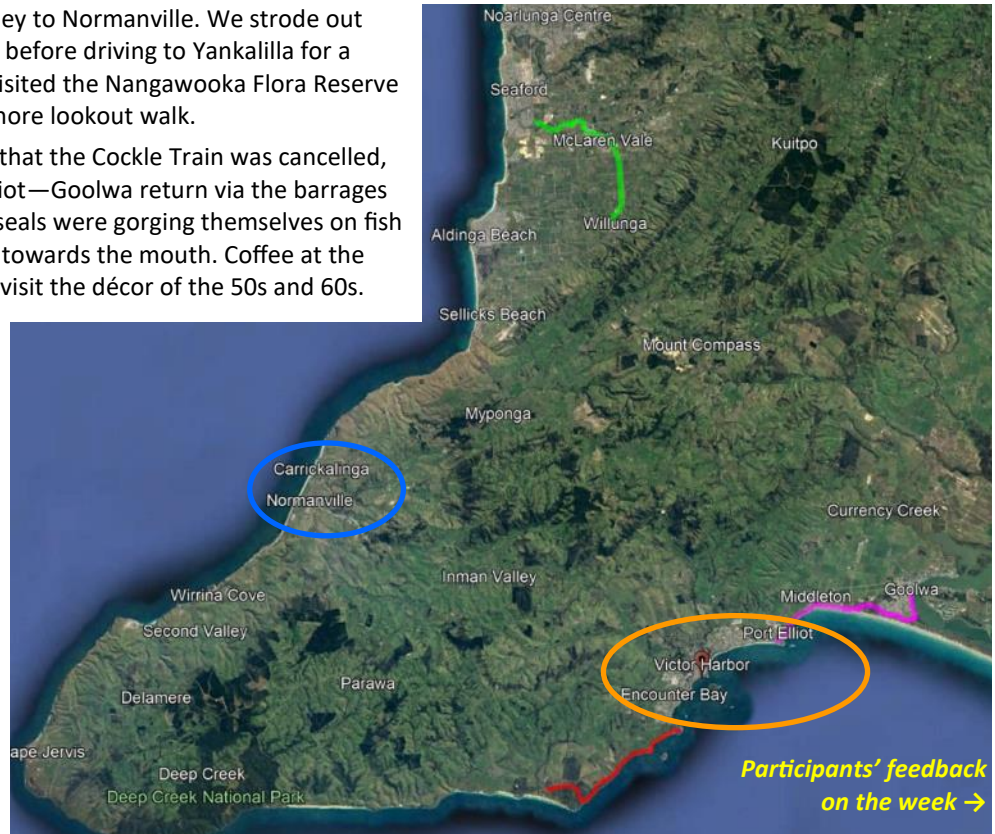 ey to Normanville. We strode out
before driving to Yankalilla for a
isited the Nangawooka Flora Reserve
nore lookout walk.
that the Cockle Train was cancelled,
iot—Goolwa return via the barrages
seals were gorging themselves on fish
towards the mouth. Coffee at the
visit the décor of the 50s and 60s.
Noarlunga Centre
Seaford
McLaren Vale
Kuitpo
Willunga
Aldinga Beach
Sellicks Beach
Mount Compass
Myponga
Carrickalinga
Normanville
Currency Creek
Inman Valley
Wirrina Cove
Middleton
Goolwa
Second Valley
Port Elliot
Victor Harbor
Parawa
Delamere
Encounter Bay
ape Jervis
Deep Creek
Deep Creek National Park
Participants' feedback
on the week →